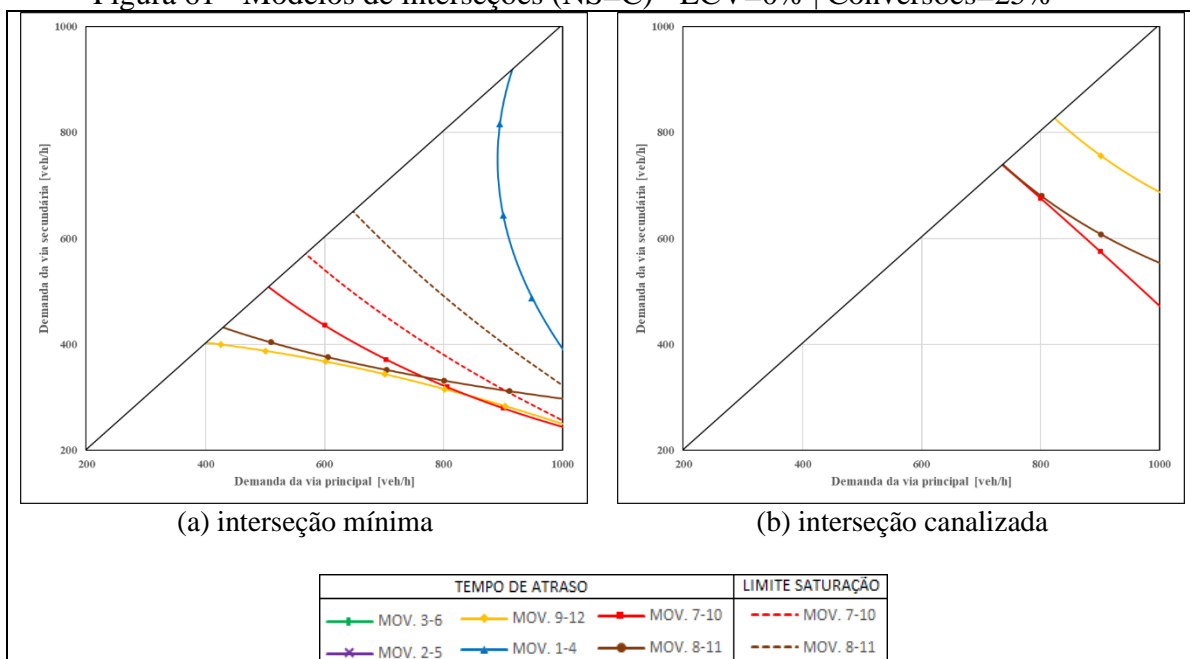 Figura 61 - Modelos de interseções (NS=C) - LCV=0% | Conversões=25%
1000
800
600
400
200
200
400
600
800
1000
Demanda da via secundária [veh/h]
Demanda da via principal [veh/h]
1000
800
600
400
200
200
400
600
800
1000
Demanda da via secundária [veh/h]
Demanda da via principal [veh/h]
(a) interseção mínima
(b) interseção canalizada
TEMPO DE ATRASO
LIMITE SATURAÇÃO
MOV. 3-6
MOV. 9-12
MOV. 7-10
MOV. 7-10
MOV. 2-5
MOV. 1-4
MOV. 8-11
MOV. 8-11